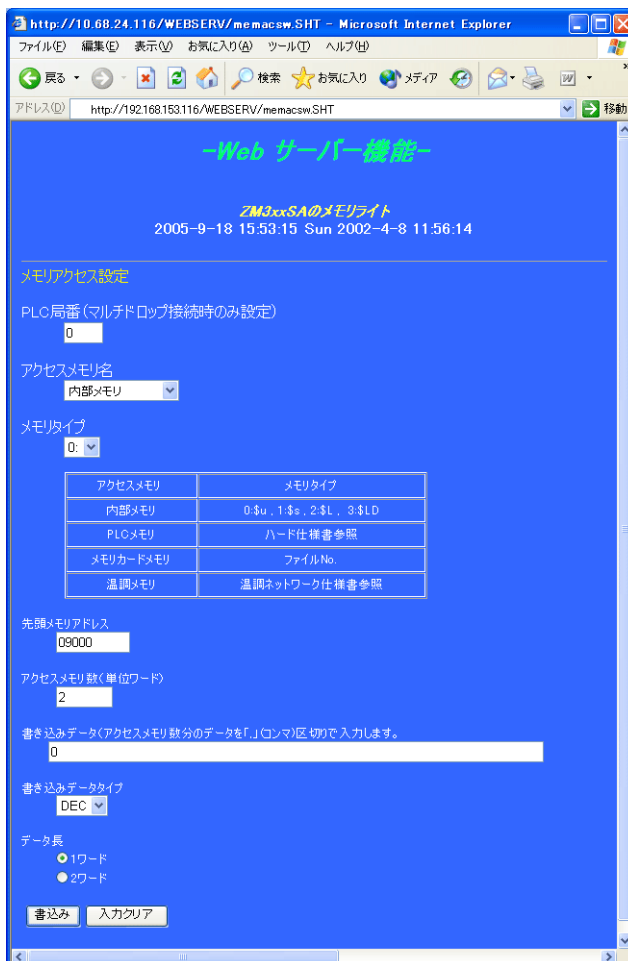 http://10.68.24.116/WEBSERV/memacsw.SHT - Microsoft Internet Explorer
ファイル(F) 編集(E) 表示(V) お気に入り(A) ツール(T) ヘルプ(H)
戻る 検索 お気に入り メディア
アドレス(D) http://192.168.153.116/WEBSERV/memacsw.SHT 移動
-Web サーバー機能-
ZM3xxSAのメモリライト
2005-9-18 15:53:15 Sun 2002-4-8 11:56:14
メモリアクセス設定
PLC局番(マルチドロップ接続時のみ設定)
0
アクセスメモリ名
内部メモリ
メモリタイプ
0:
アクセスメモリ メモリタイプ
内部メモリ 0:$u , 1:$s , 2:$L , 3:$LD
PLCメモリ ハード仕様書参照
メモリカードメモリ ファイルNo.
温調メモリ 温調ネットワーク仕様書参照
先頭メモリアドレス
09000
アクセスメモリ数(単位ワード)
2
書き込みデータ(アクセスメモリ数分のデータを「,」(コンマ)区切りで入力します。
0
書き込みデータタイプ
DEC
データ長
1ワード
2ワード
書込み 入力クリア